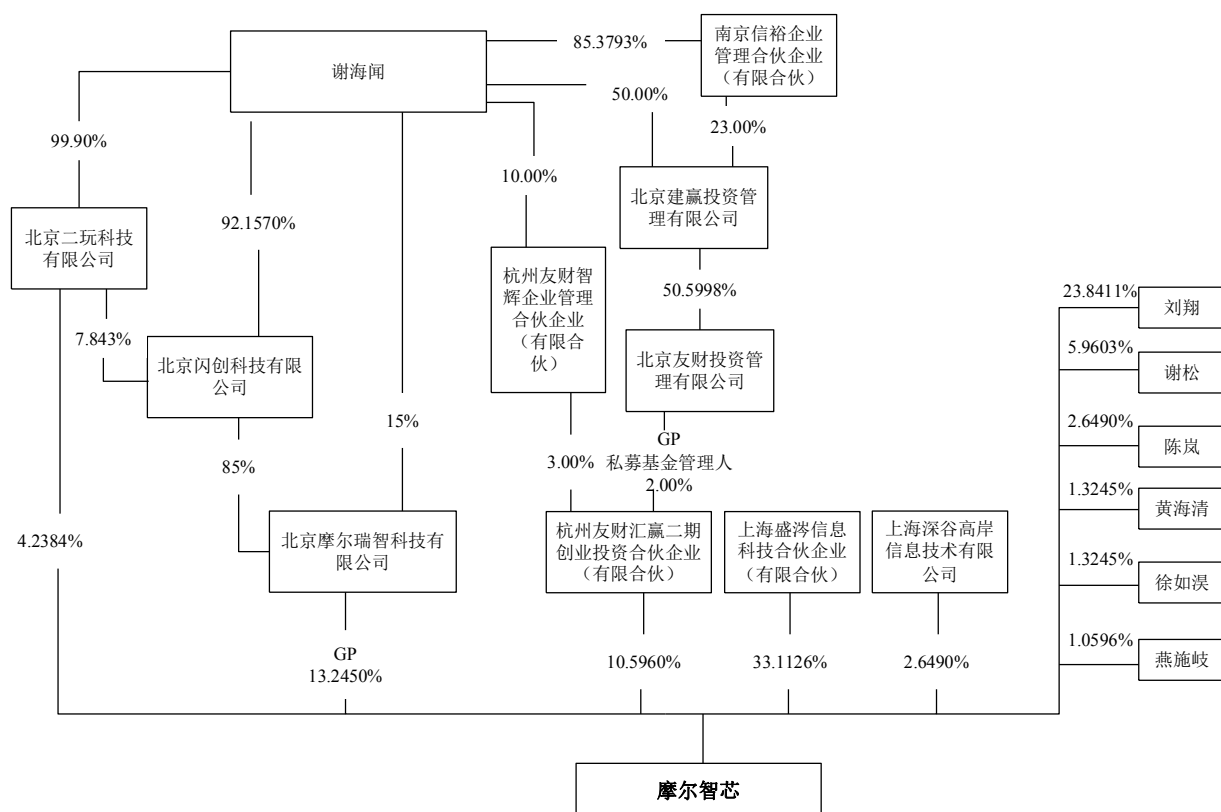 南京信裕企业
管理合伙企业
（有限合伙）
85.3793%
谢海闻
50.00%
99.90%
23.00%
10.00%
北京建赢投资管
理有限公司
92.1570%
北京二玩科技
有限公司
杭州友财智
辉企业管理
合伙企业
（有限合
伙）
50.5998%
23.8411%
刘翔
7.843%
北京闪创科技有限
公司
北京友财投资管
理有限公司
5.9603%
谢松
15%
2.6490%
陈岚
GP
私募基金管理人
3.00%
2.00%
85%
1.3245%
黄海清
4.2384%
北京摩尔瑞智科技有
限公司
杭州友财汇赢二期
创业投资合伙企业
（有限合伙）
上海盛涔信息
科技合伙企业
（有限合伙）
上海深谷高岸
信息技术有限
公司
1.3245%
徐如淏
1.0596%
燕施岐
GP
13.2450%
10.5960%
33.1126%
2.6490%
摩尔智芯